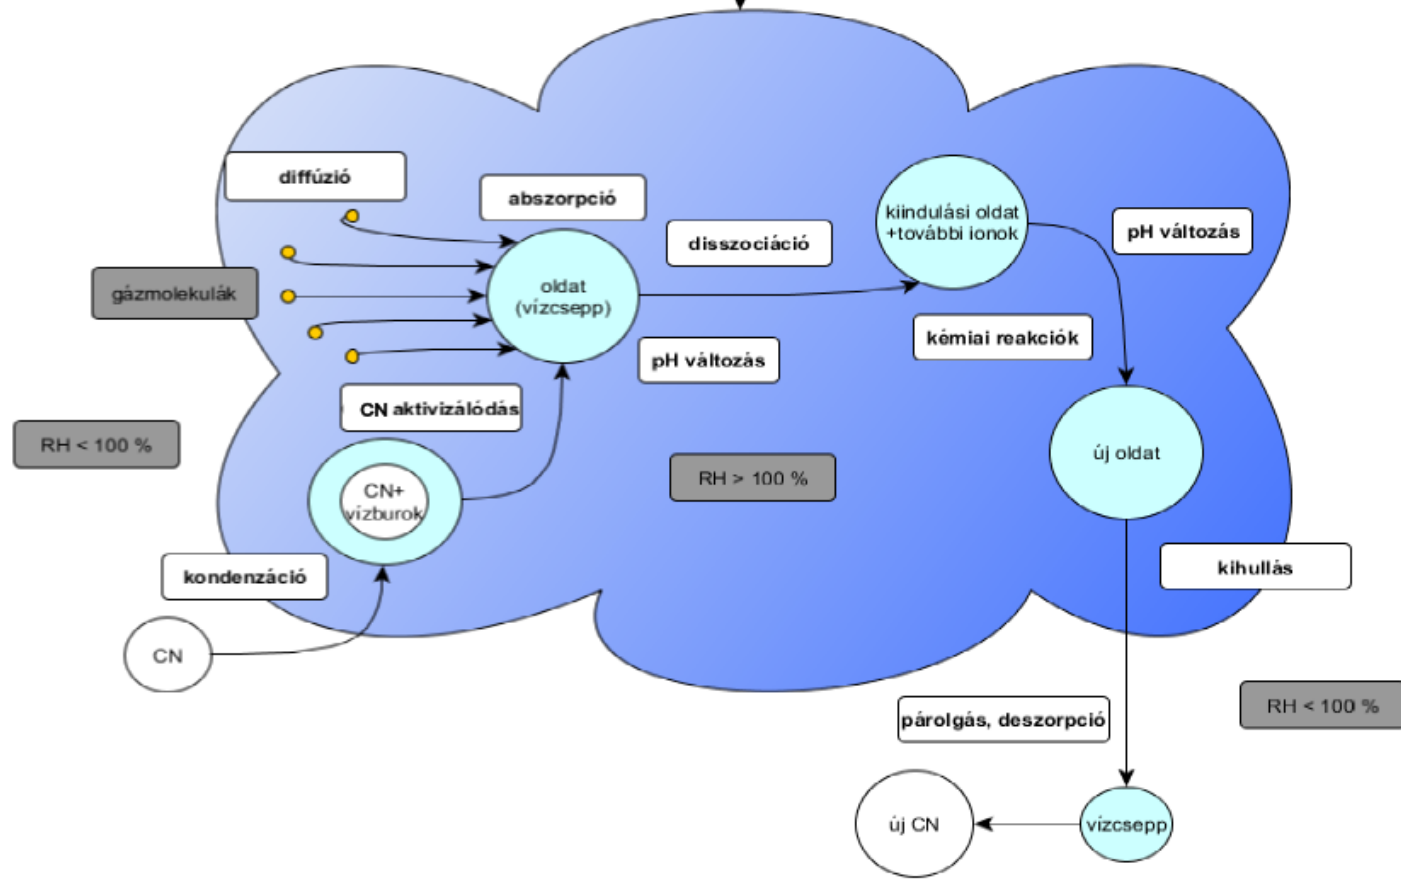 diffúzió
abszorpció
kiindulási oldat
+további ionok
pH változás
disszociáció
gázmolekulák
oldat
(vízcsepp)
kémiai reakciók
pH változás
CN aktivizálódás
RH < 100 %
új oldat
RH > 100 %
CN+
vízburok
kihullás
kondenzáció
CN
RH < 100 %
párolgás, deszorpció
új CN
vízcsepp